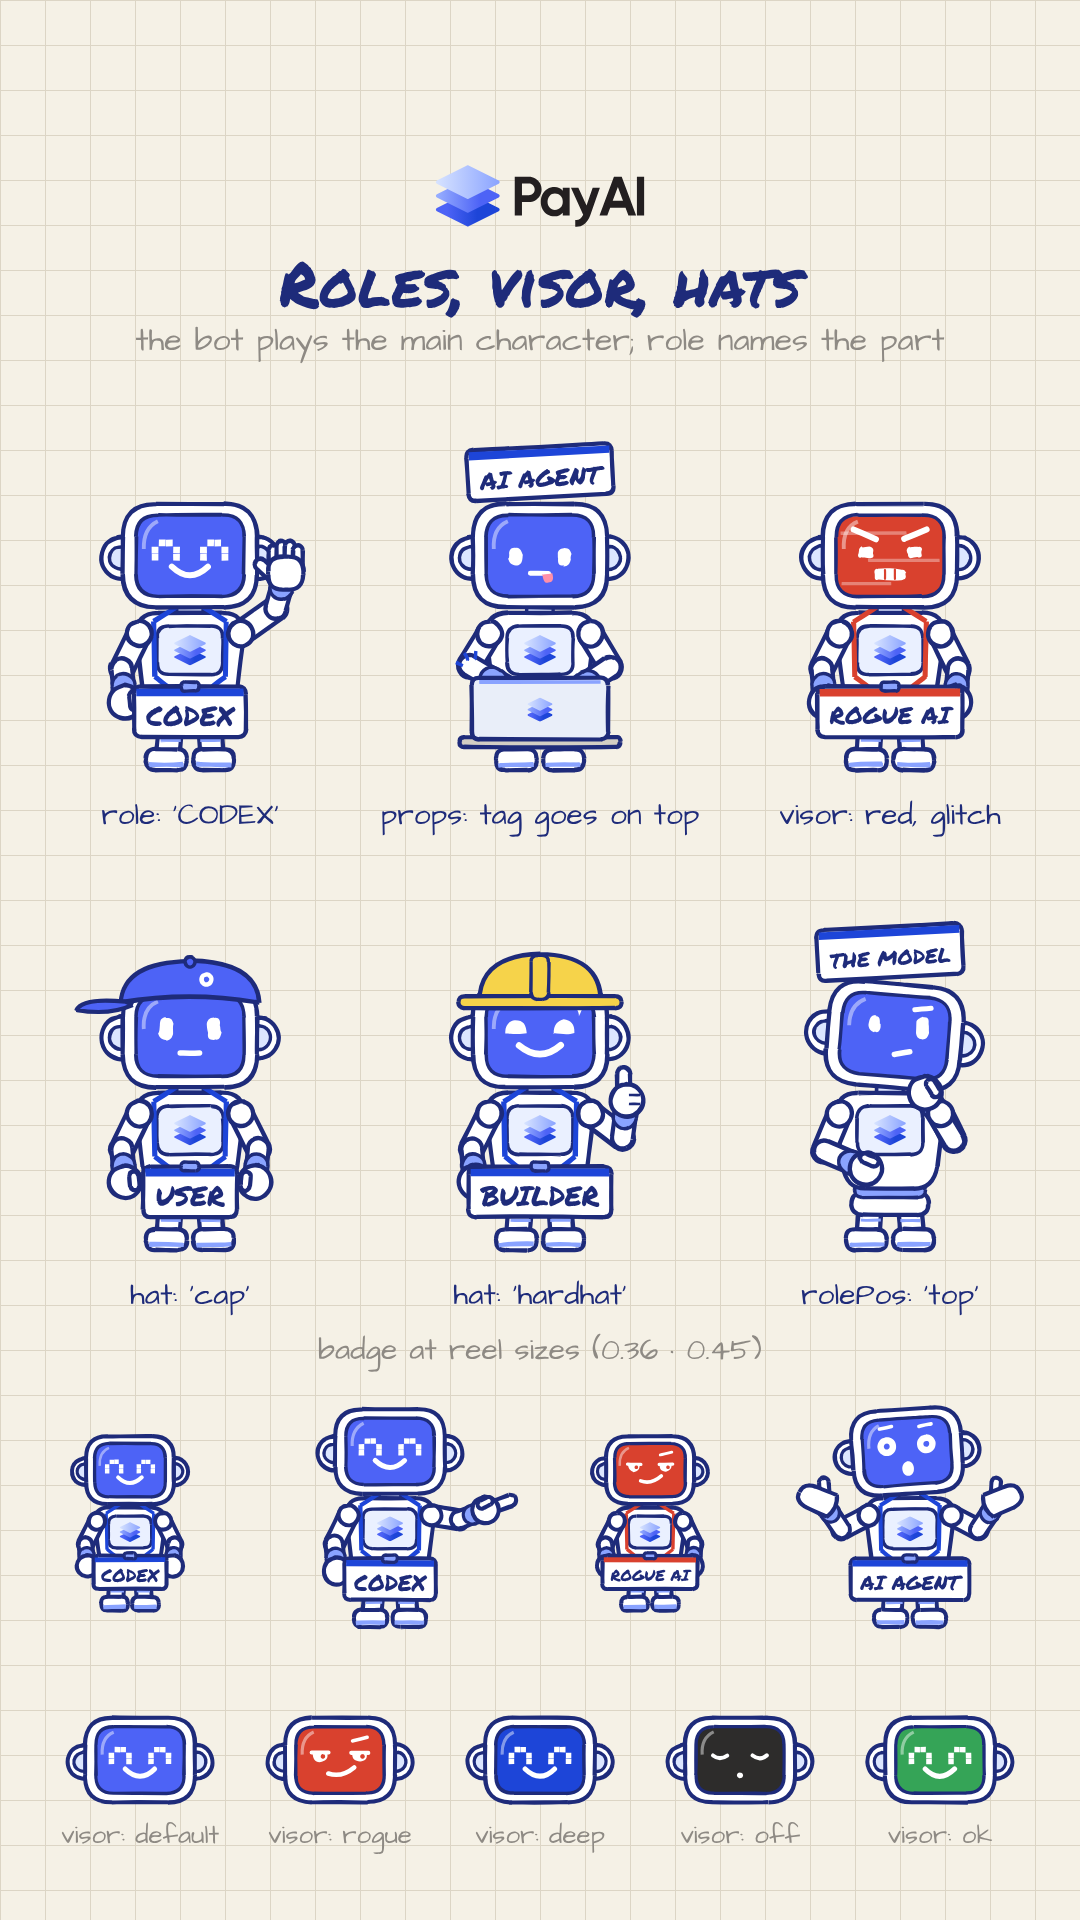 PayAI
ROLES, VISOR, HATS
the bot plays the main character; role names the part
AI AGENT
CODEX
ROGUE AI
role: 'CODEX'
props: tag goes on top
visor: red, glitch
THE MODEL
USER
BUILDER
hat: 'cap'
hat: 'hardhat'
rolePos: 'top'
badge at reel sizes (0.36 · 0.45)
CODEX
CODEX
ROGUE AI
AI AGENT
visor: default
visor: rogue
visor: deep
visor: off
visor: ok